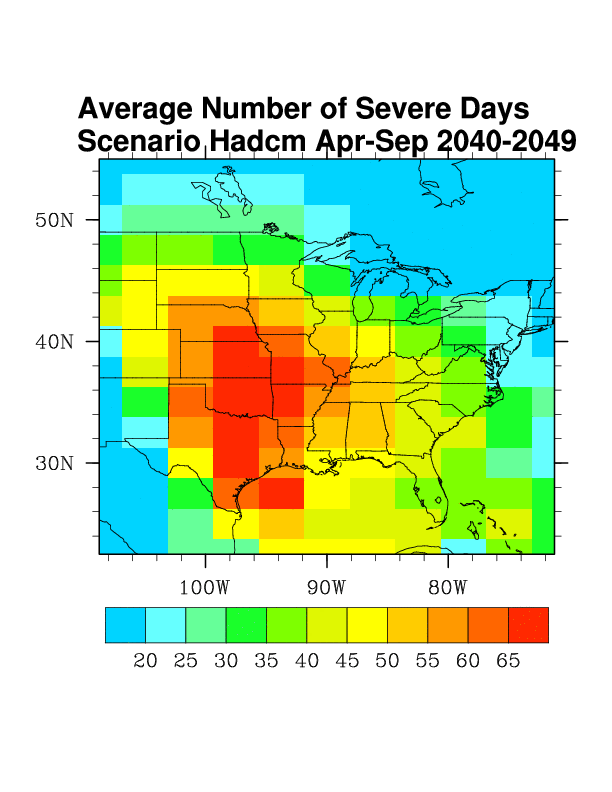 Average Number of Severe Days
Scenario Hadcm Apr-Sep 2040-2049
50N
40N
30N
100W 90W 80W
20 25 30 35 40 45 50 55 60 65